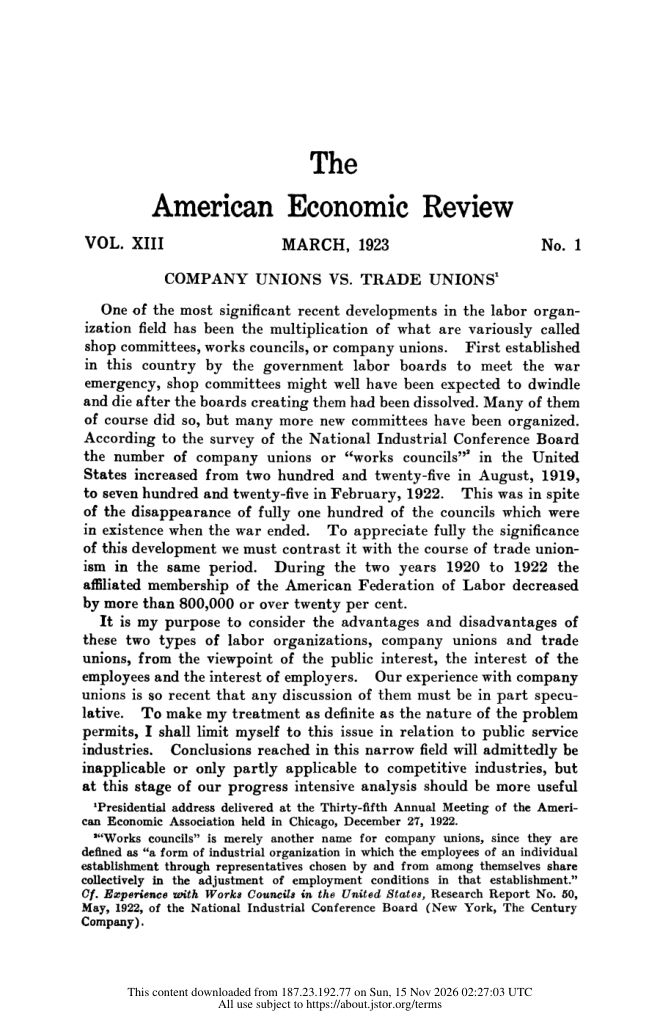 The
American Economic Review
VOL. XIII MARCH, 1923 No. 1
COMPANY UNIONS VS. TRADE UNIONS¹
One of the most significant recent developments in the labor organ-
ization field has been the multiplication of what are variously called
shop committees, works councils, or company unions. First established
in this country by the government labor boards to meet the war
emergency, shop committees might well have been expected to dwindle
and die after the boards creating them had been dissolved. Many of them
of course did so, but many more new committees have been organized.
According to the survey of the National Industrial Conference Board
the number of company unions or “works councils”² in the United
States increased from two hundred and twenty-five in August, 1919,
to seven hundred and twenty-five in February, 1922. This was in spite
of the disappearance of fully one hundred of the councils which were
in existence when the war ended. To appreciate fully the significance
of this development we must contrast it with the course of trade union-
ism in the same period. During the two years 1920 to 1922 the
affiliated membership of the American Federation of Labor decreased
by more than 800,000 or over twenty per cent.
It is my purpose to consider the advantages and disadvantages of
these two types of labor organizations, company unions and trade
unions, from the viewpoint of the public interest, the interest of the
employees and the interest of employers. Our experience with company
unions is so recent that any discussion of them must be in part specu-
lative. To make my treatment as definite as the nature of the problem
permits, I shall limit myself to this issue in relation to public service
industries. Conclusions reached in this narrow field will admittedly be
inapplicable or only partly applicable to competitive industries, but
at this stage of our progress intensive analysis should be more useful
¹Presidential address delivered at the Thirty-fifth Annual Meeting of the Ameri-
can Economic Association held in Chicago, December 27, 1922.
²“Works councils” is merely another name for company unions, since they are
defined as “a form of industrial organization in which the employees of an individual
establishment through representatives chosen by and from among themselves share
collectively in the adjustment of employment conditions in that establishment.”
Cf. Experience with Works Councils in the United States, Research Report No. 50,
May, 1922, of the National Industrial Conference Board (New York, The Century
Company).
This content downloaded from 187.23.192.77 on Sun, 15 Nov 2026 02:27:03 UTC
All use subject to https://about.jstor.org/terms